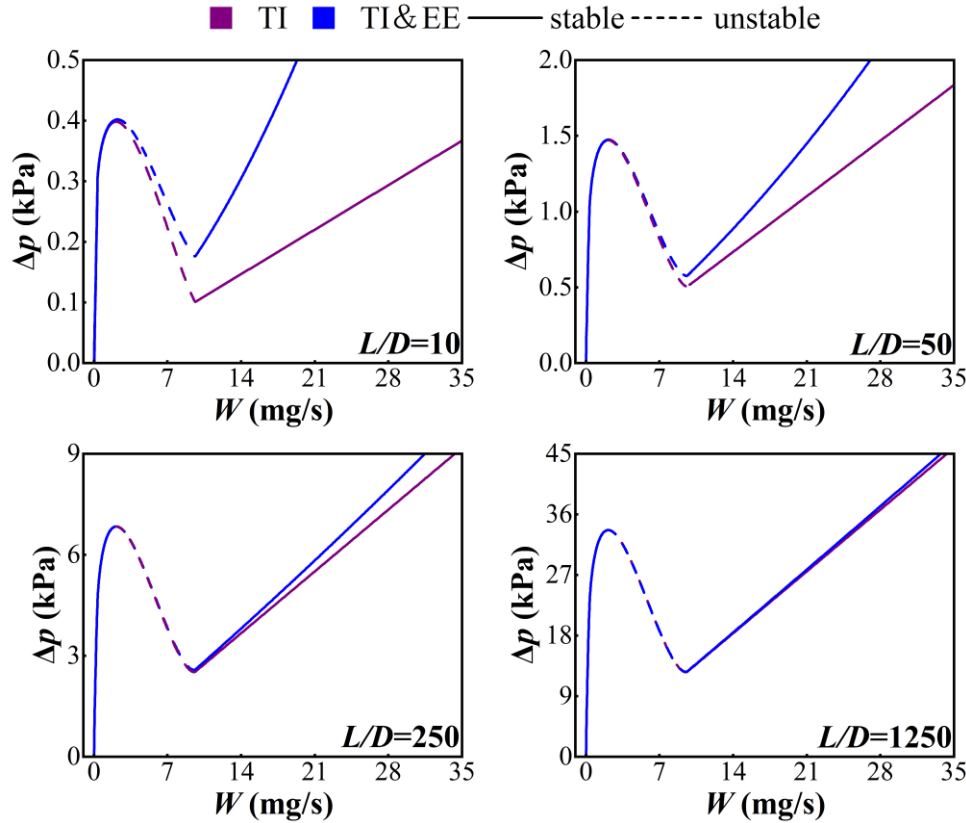 TI TI&EE stable unstable
0.5
0.4
0.3
0.2
0.1
0.0
Δp (kPa)
L/D=10
0 7 14 21 28 35
W (mg/s)
2.0
1.5
1.0
0.5
0.0
Δp (kPa)
L/D=50
0 7 14 21 28 35
W (mg/s)
9
6
3
0
Δp (kPa)
L/D=250
0 7 14 21 28 35
W (mg/s)
45
36
27
18
9
0
Δp (kPa)
L/D=1250
0 7 14 21 28 35
W (mg/s)